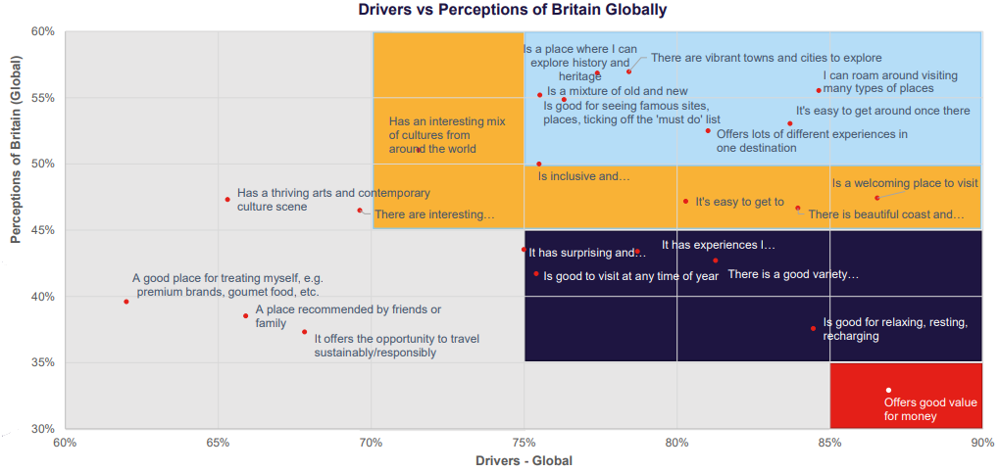 Drivers vs Perceptions of Britain Globally
Perceptions of Britain (Global)
60%
55%
50%
45%
40%
35%
30%
Is a place where I can
explore history and
heritage
There are vibrant towns and cities to explore
I can roam around visiting
many types of places
Is a mixture of old and new
Is good for seeing famous sites,
places, ticking off the 'must do' list
It's easy to get around once there
Has an interesting mix
of cultures from
around the world
Offers lots of different experiences in
one destination
Is inclusive and...
Is a welcoming place to visit
Has a thriving arts and contemporary
culture scene
There are interesting...
It's easy to get to
There is beautiful coast and...
It has surprising and...
It has experiences I...
Is good to visit at any time of year
There is a good variety...
A good place for treating myself, e.g.
premium brands, goumet food, etc.
A place recommended by friends or
family
It offers the opportunity to travel
sustainably/responsibly
Is good for relaxing, resting,
recharging
Offers good value
for money
60%
65%
70%
75%
80%
85%
90%
Drivers - Global